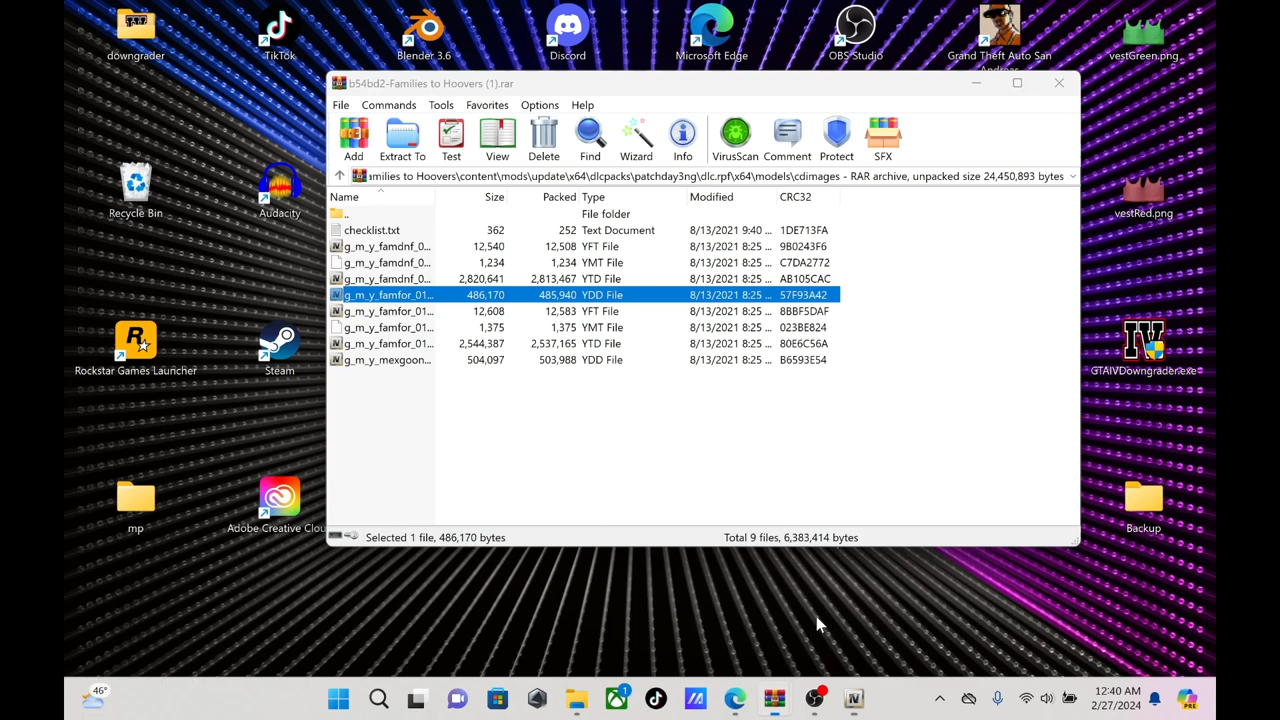 downgrader
TikTok
Blender 3.6
Discord
Microsoft Edge
OBS Studio
Grand Theft Auto San
vestGreen.png
b54bd2-Families to Hoovers (1).rar
File Commands Tools Favorites Options Help
Add Extract To Test View Delete Find Wizard Info VirusScan Comment Protect SFX
amilies to Hoovers\content\mods\update\x64\dlcpacks\patchday3ng\dlc.rpf\x64\models\cdimages - RAR archive, unpacked size 24,450,893 bytes
Name Size Packed Type Modified CRC32
.. File folder
checklist.txt 362 252 Text Document 8/13/2021 9:40 ... 1DE713FA
g_m_y_famdnf_0... 12,540 12,508 YFT File 8/13/2021 8:25 ... 9B0243F6
g_m_y_famdnf_0... 1,234 1,234 YMT File 8/13/2021 8:25 ... C7DA2772
g_m_y_famdnf_0... 2,820,641 2,813,467 YTD File 8/13/2021 8:25 ... AB105CAC
g_m_y_famfor_01... 486,170 485,940 YDD File 8/13/2021 8:25 ... 57F93A42
g_m_y_famfor_01... 12,608 12,583 YFT File 8/13/2021 8:25 ... 8BBF5DAF
g_m_y_famfor_01... 1,375 1,375 YMT File 8/13/2021 8:25 ... 023BE824
g_m_y_famfor_01... 2,544,387 2,537,165 YTD File 8/13/2021 8:25 ... 80E6C56A
g_m_y_mexgoon... 504,097 503,988 YDD File 8/13/2021 8:25 ... B6593E54
Selected 1 file, 486,170 bytes
Total 9 files, 6,383,414 bytes
Recycle Bin
Audacity
vestRed.png
Rockstar Games Launcher
Steam
GTAIVDowngrader.exe
mp
Adobe Creative Clou
Backup
46°
1
12:40 AM
2/27/2024
PRE